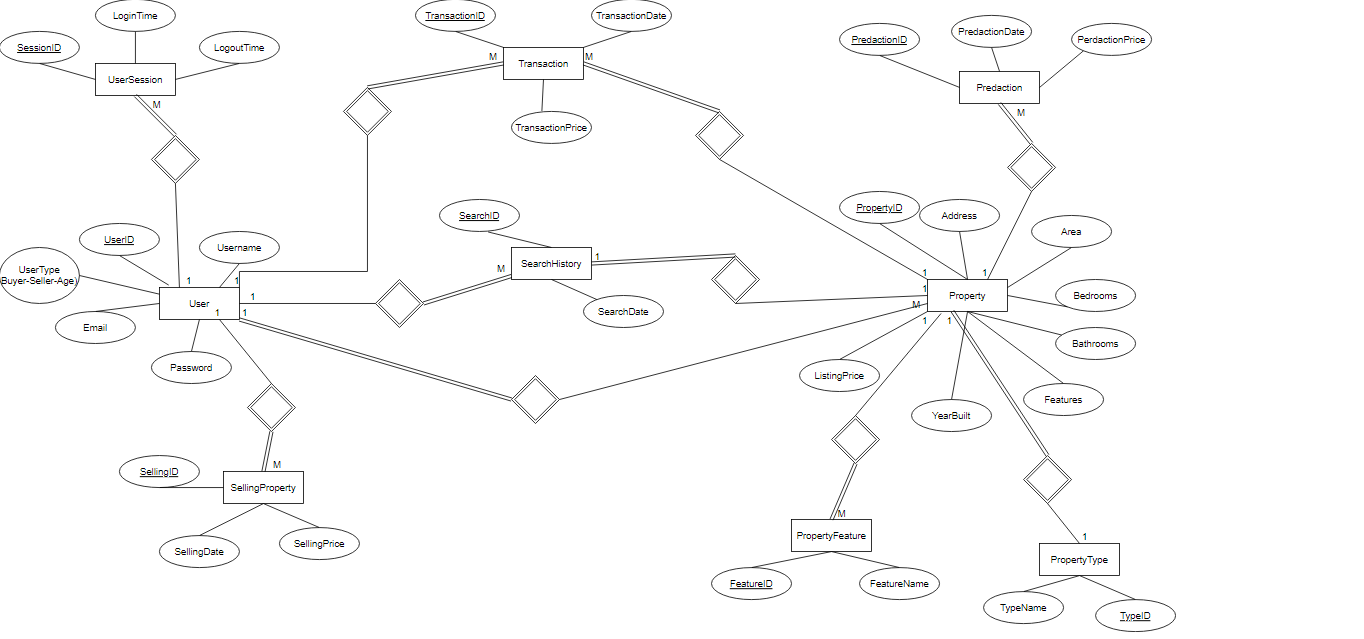 LoginTime
SessionID
LogoutTime
UserSession
M
TransactionID
TransactionDate
M
Transaction
M
TransactionPrice
PredactionID
PredactionDate
PerdactionPrice
Predaction
M
SearchID
M
SearchHistory
1
SearchDate
PropertyID
Address
Area
1
1
1
Property
M
1
1
Bedrooms
Bathrooms
Features
YearBuilt
ListingPrice
UserID
Username
UserType
(Buyer-Seller-Age)
1
1
1
User
1
1
Email
Password
M
SellingID
SellingProperty
SellingDate
SellingPrice
M
PropertyFeature
FeatureID
FeatureName
1
PropertyType
TypeName
TypeID